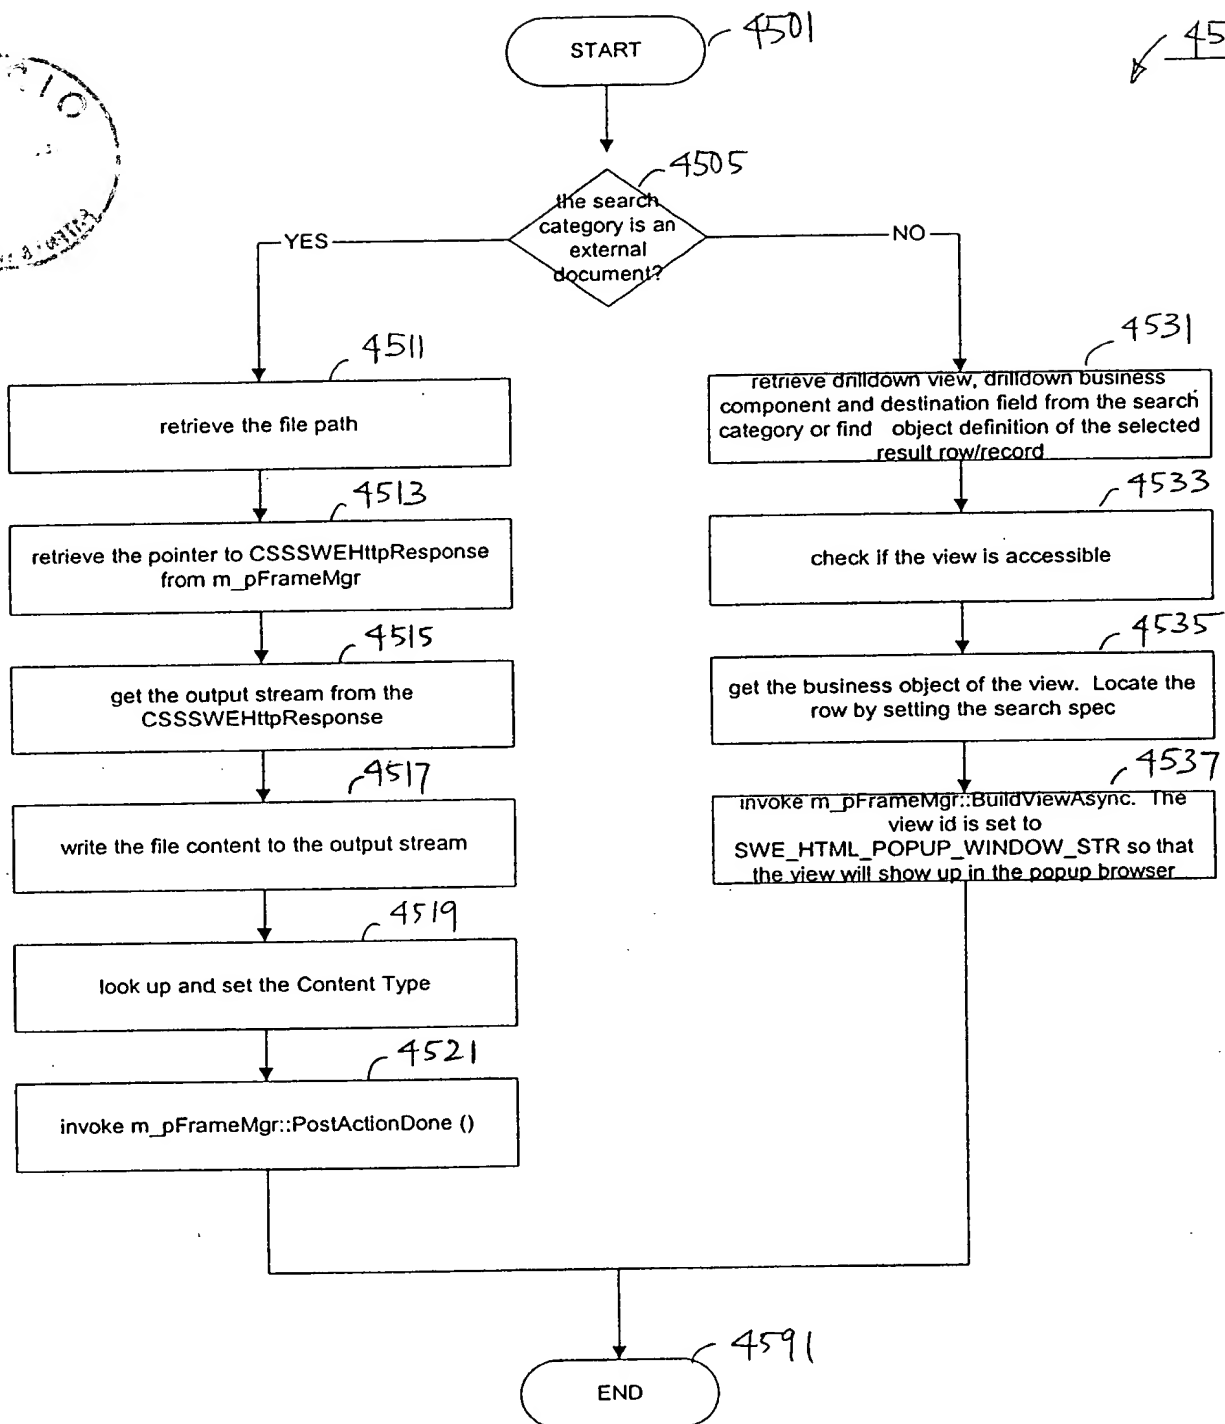 START
4501
45
4505
the search
category is an
external
document?
YES
NO
4511
retrieve the file path
4513
retrieve the pointer to CSSSWEHttpResponse
from m_pFrameMgr
4515
get the output stream from the
CSSSWEHttpResponse
4517
write the file content to the output stream
4519
look up and set the Content Type
4521
invoke m_pFrameMgr::PostActionDone ()
4531
retrieve drilldown view, drilldown business
component and destination field from the search
category or find object definition of the selected
result row/record
4533
check if the view is accessible
4535
get the business object of the view. Locate the
row by setting the search spec
4537
invoke m_pFrameMgr::BuildViewAsync. The
view id is set to
SWE_HTML_POPUP_WINDOW_STR so that
the view will show up in the popup browser
4591
END